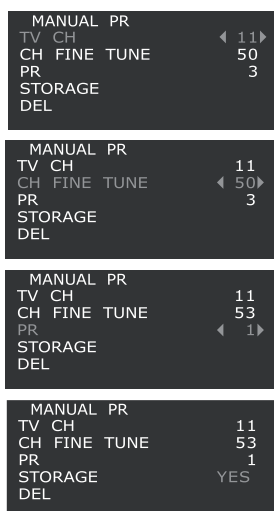 MANUAL PR
TV CH 11
CH FINE TUNE 50
PR 3
STORAGE
DEL
MANUAL PR
TV CH 11
CH FINE TUNE 50
PR 3
STORAGE
DEL
MANUAL PR
TV CH 11
CH FINE TUNE 53
PR 1
STORAGE
DEL
MANUAL PR
TV CH 11
CH FINE TUNE 53
PR 1
STORAGE YES
DEL